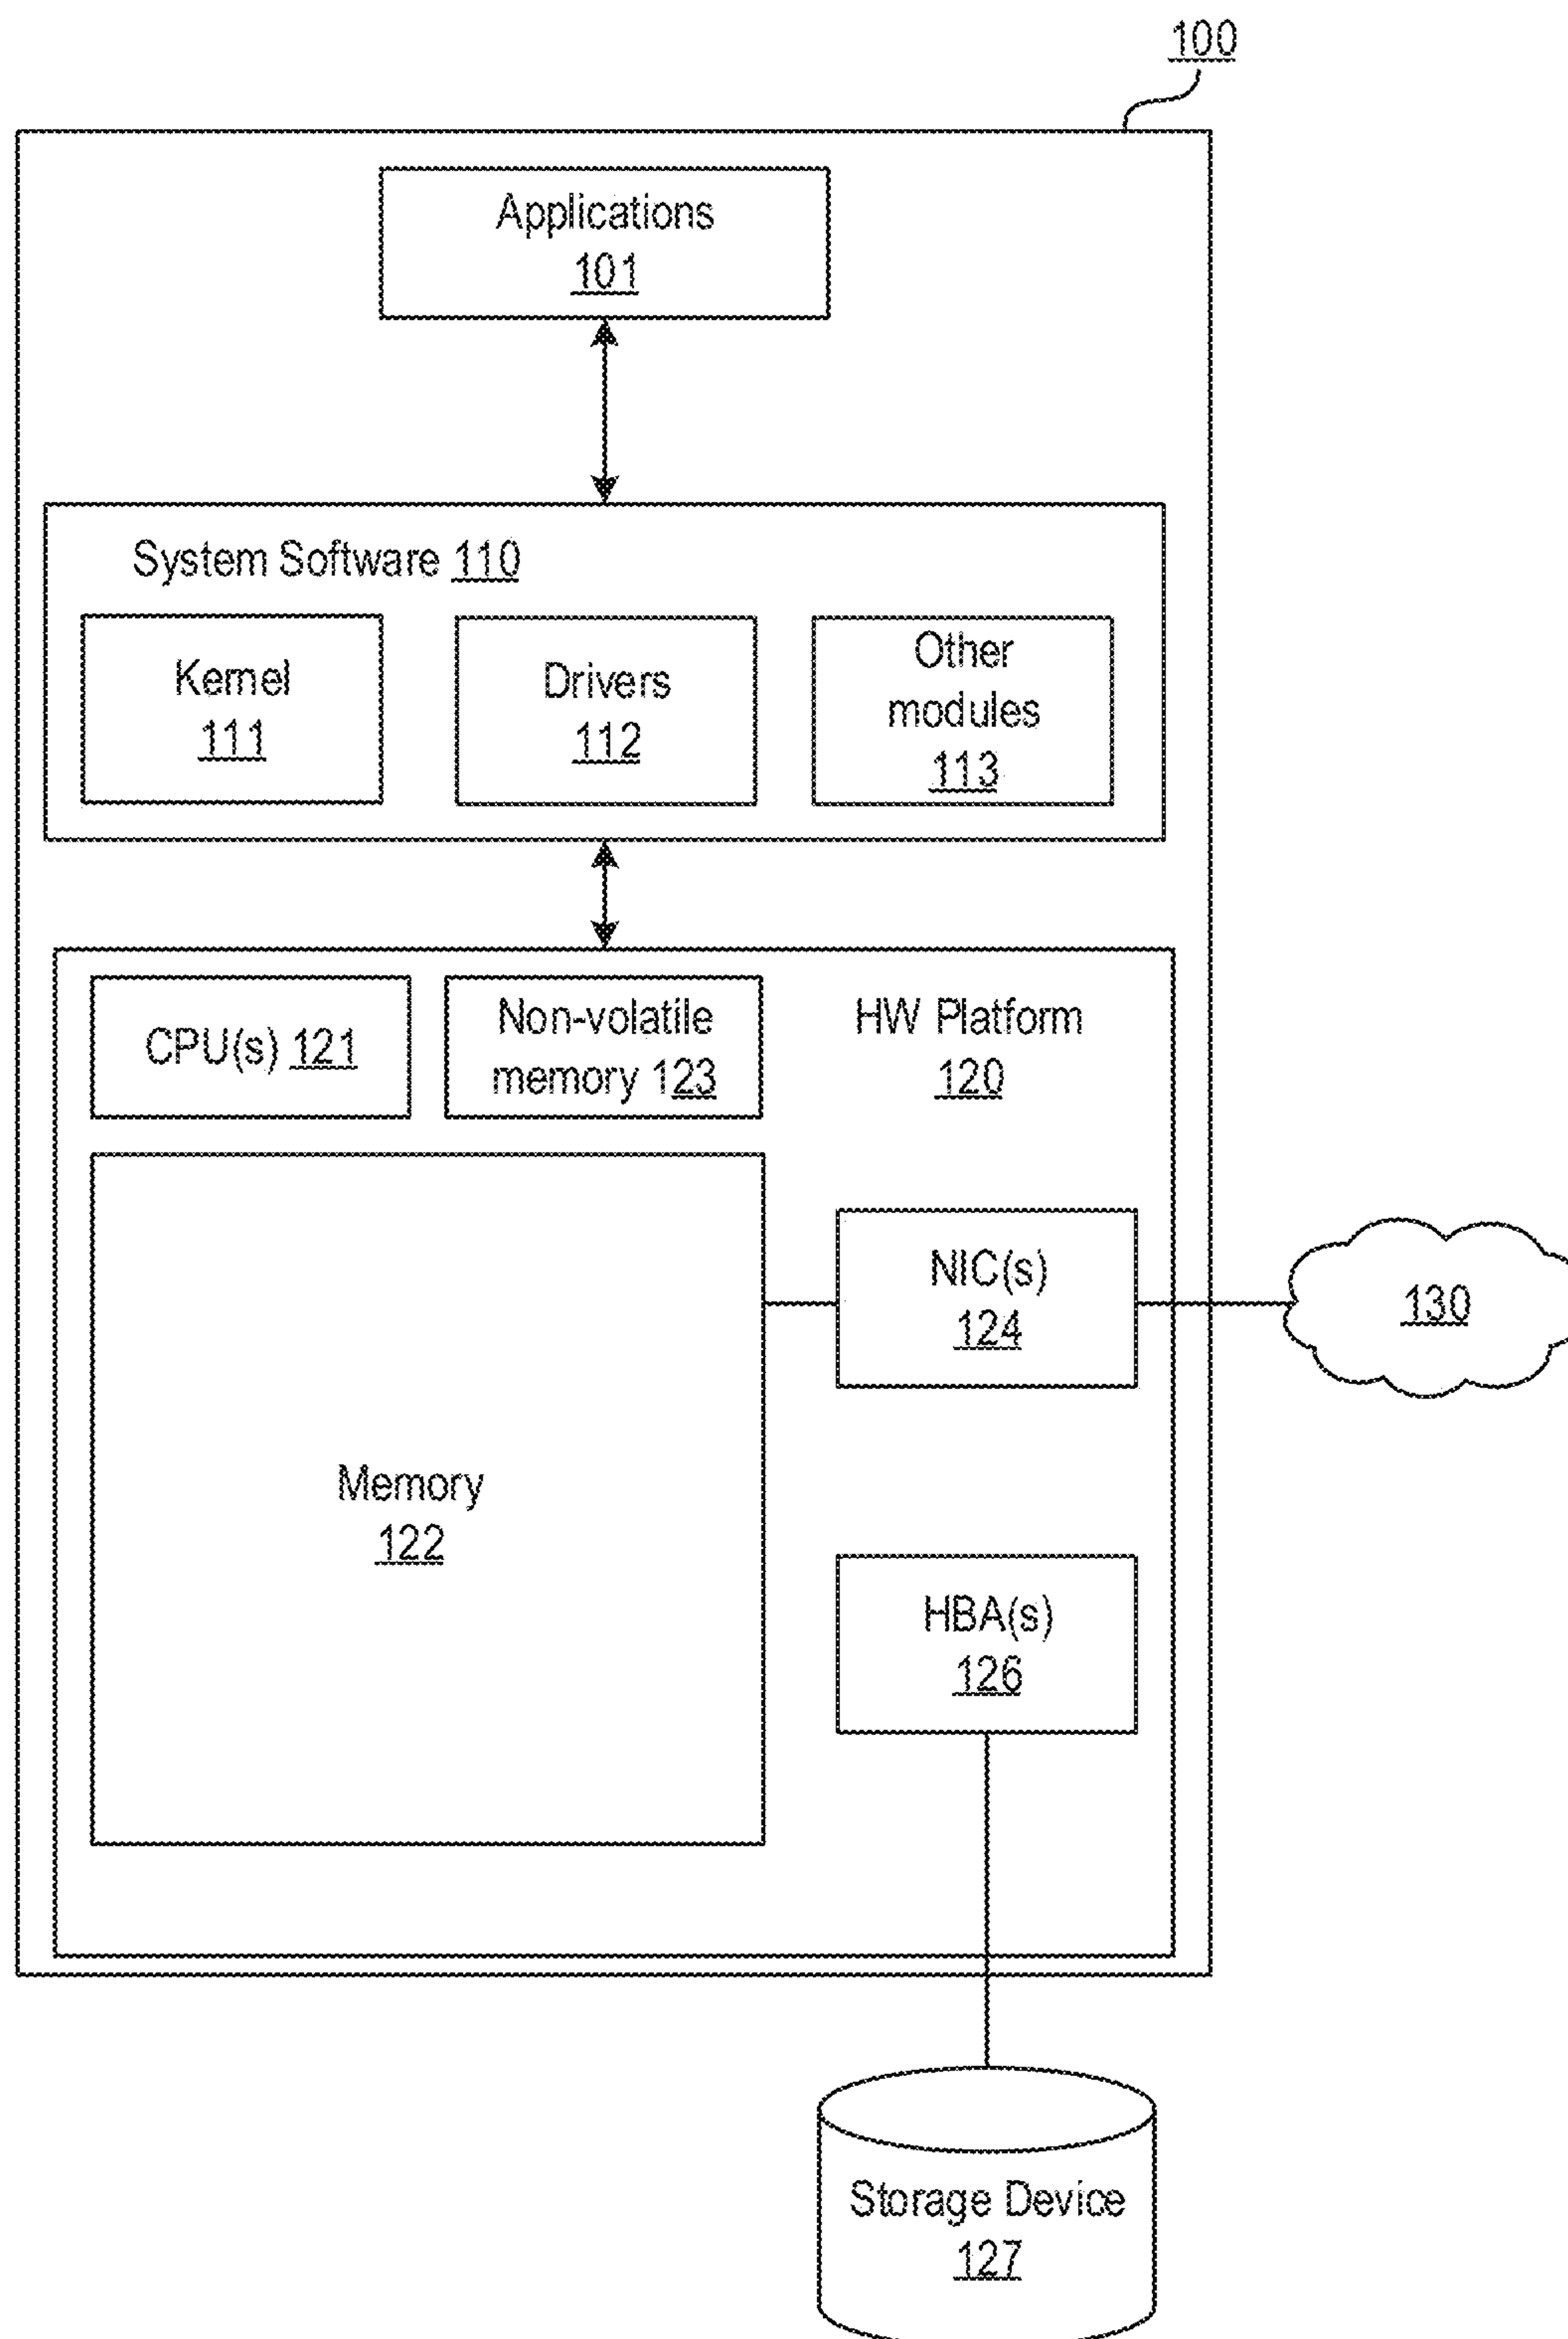 100
Applications
101
System Software 110
Kernel
111
Drivers
112
Other
modules
113
CPU(s) 121
Non-volatile
memory 123
HW Platform
120
NIC(s)
124
130
Memory
122
HBA(s)
126
Storage Device
127